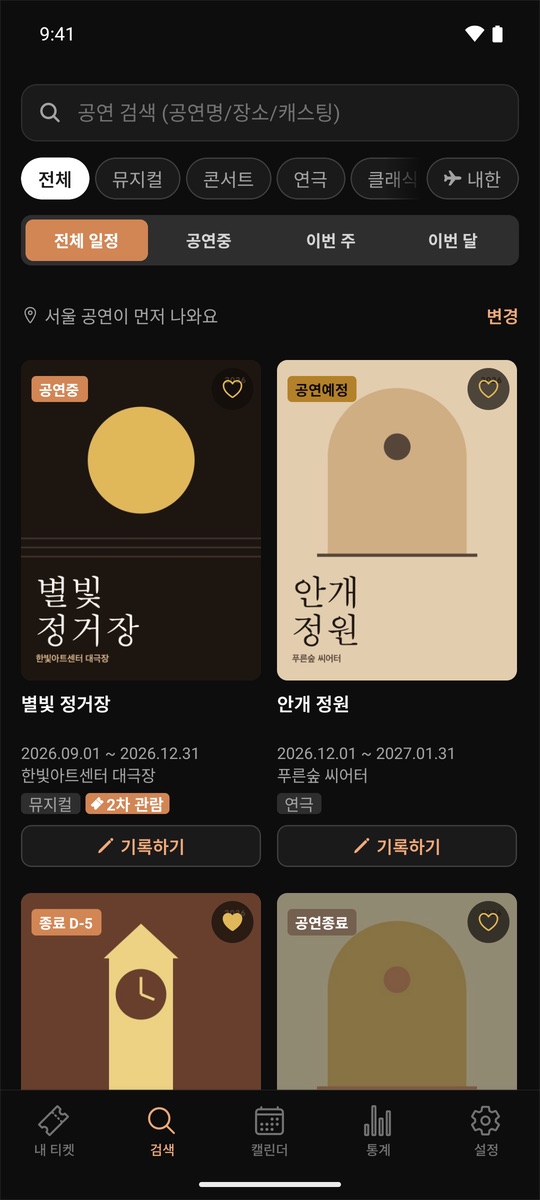 9:41
공연 검색 (공연명/장소/캐스팅)
전체 뮤지컬 콘서트 연극 클래식 내한
전체 일정 공연중 이번 주 이번 달
서울 공연이 먼저 나와요 변경
공연중
별빛
정거장
한빛아트센터 대극장
공연예정
안개
정원
푸른숲 씨어터
별빛 정거장
2026.09.01 ~ 2026.12.31
한빛아트센터 대극장
뮤지컬 2차 관람
기록하기
안개 정원
2026.12.01 ~ 2027.01.31
푸른숲 씨어터
연극
기록하기
종료 D-5
공연종료
내 티켓 검색 캘린더 통계 설정